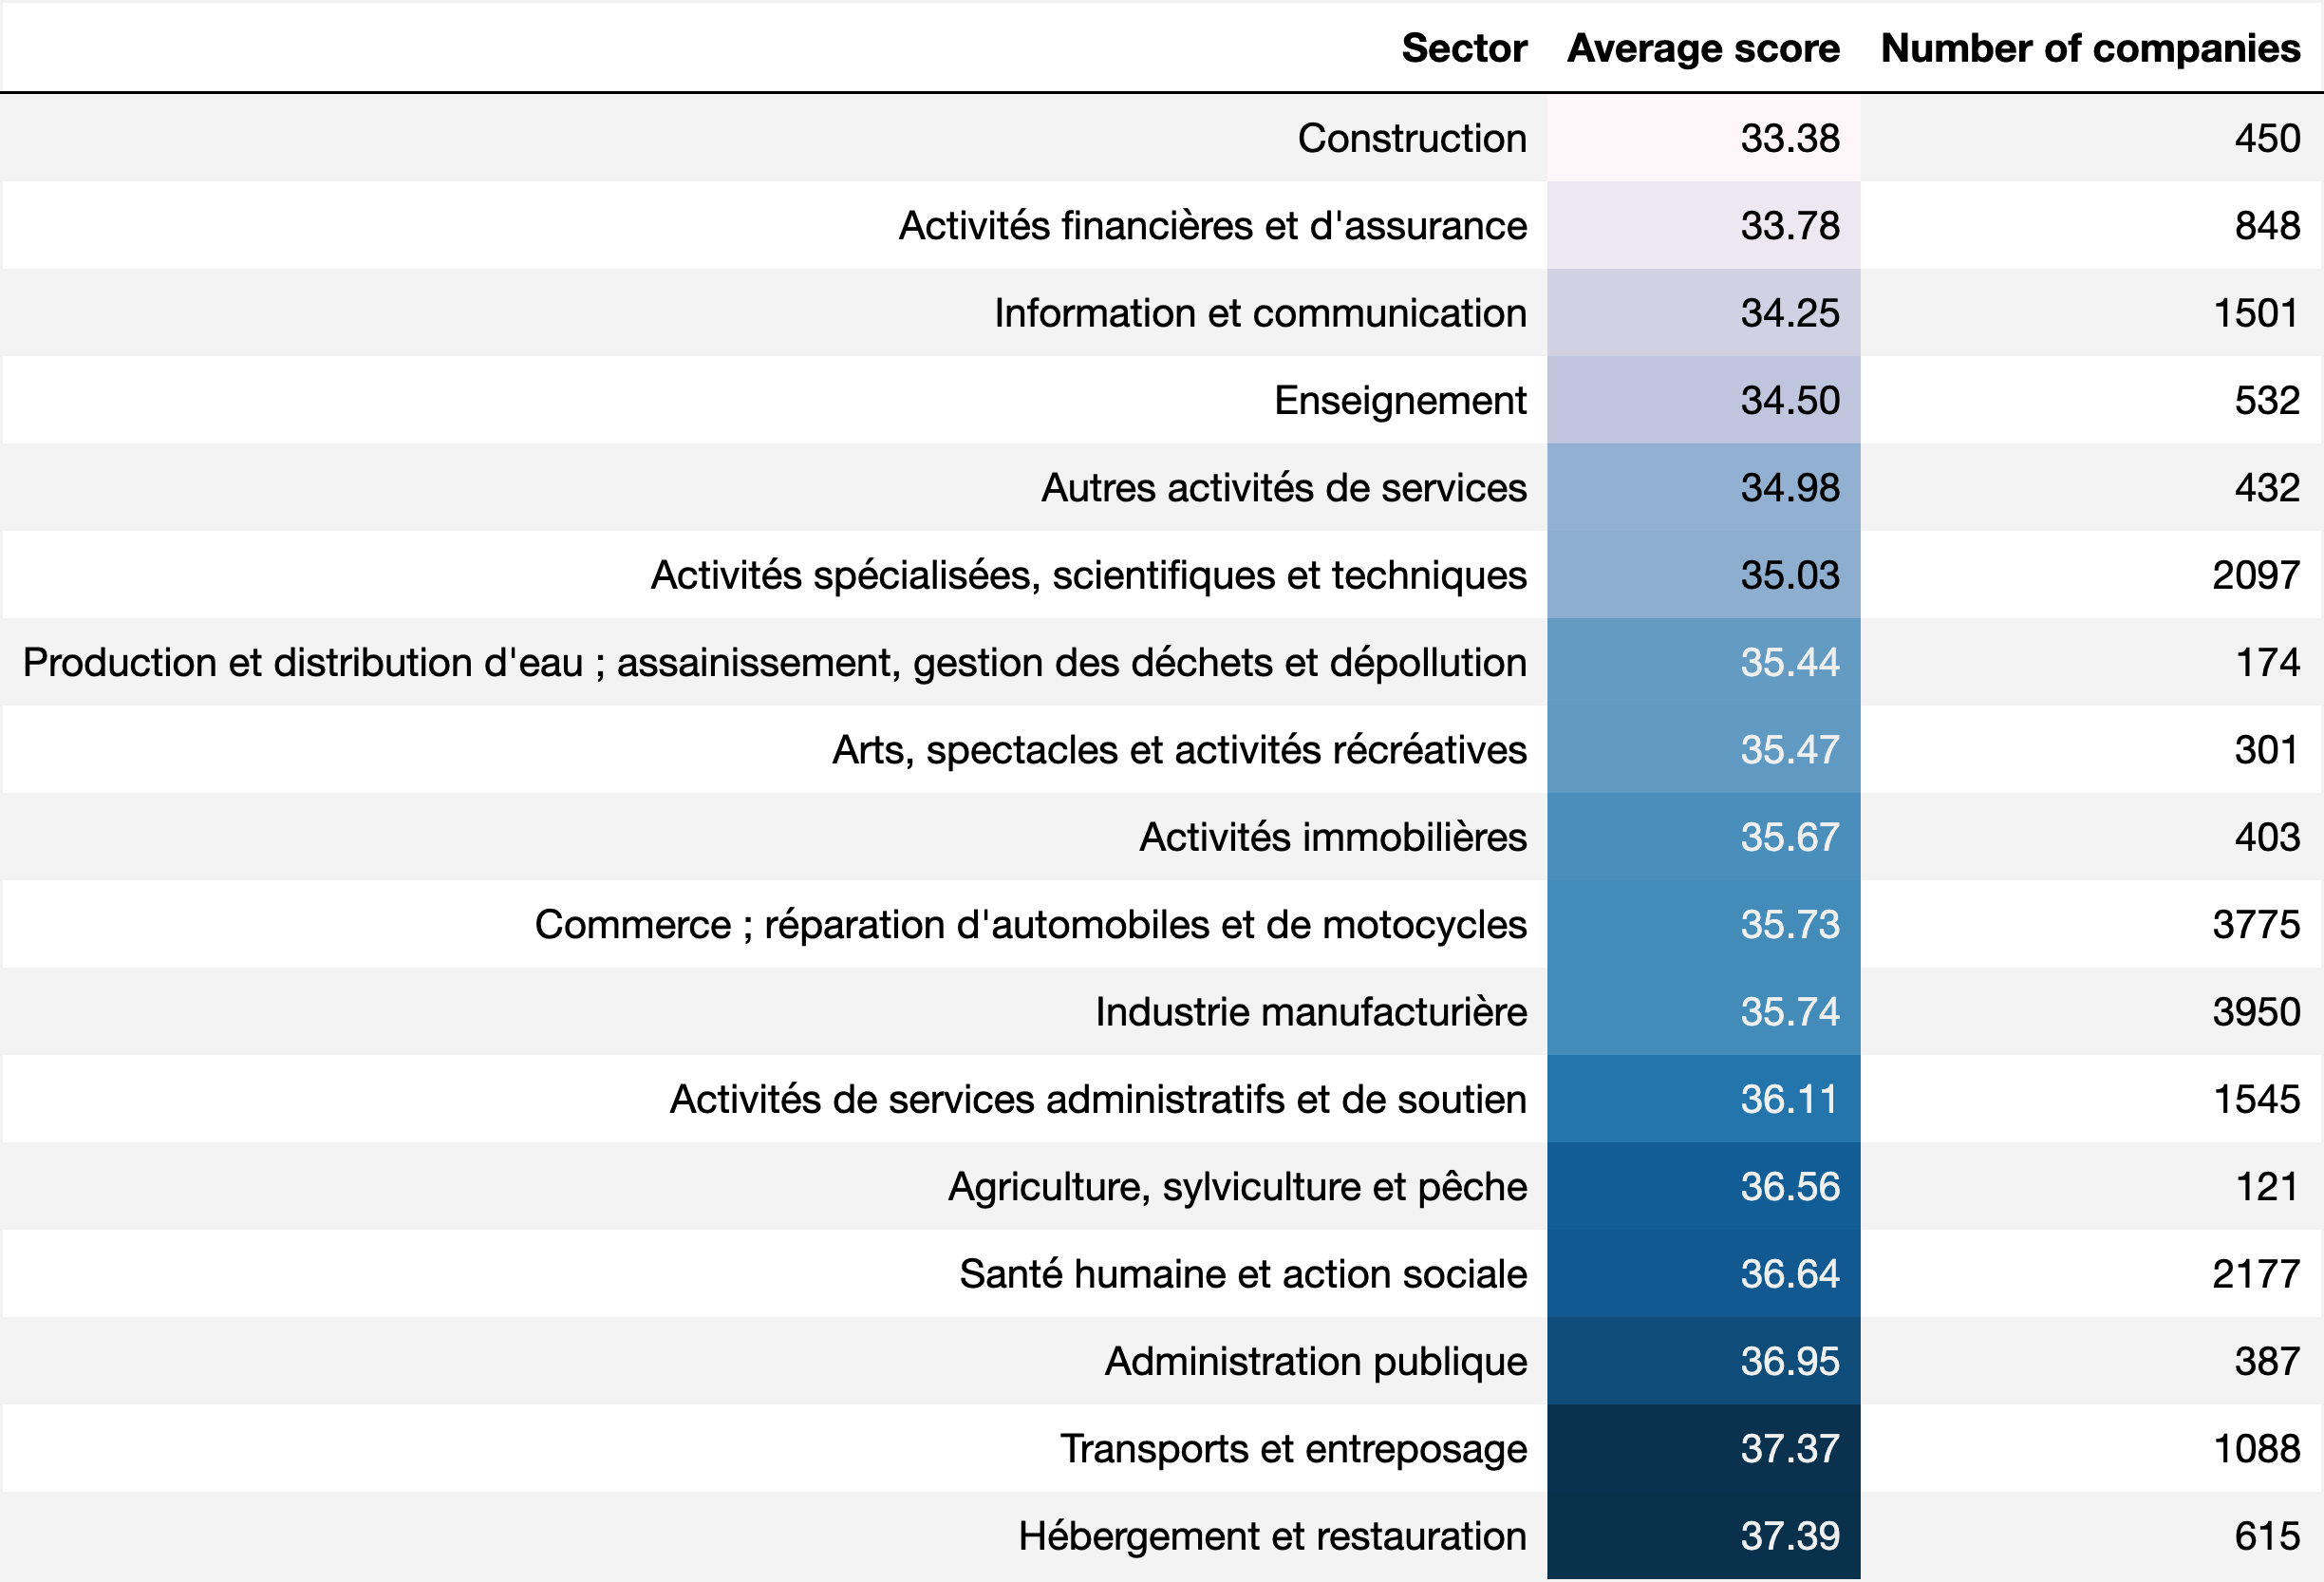 Sector Average score Number of companies
Construction 33.38 450
Activités financières et d'assurance 33.78 848
Information et communication 34.25 1501
Enseignement 34.50 532
Autres activités de services 34.98 432
Activités spécialisées, scientifiques et techniques 35.03 2097
Production et distribution d'eau ; assainissement, gestion des déchets et dépollution 35.44 174
Arts, spectacles et activités récréatives 35.47 301
Activités immobilières 35.67 403
Commerce ; réparation d'automobiles et de motocycles 35.73 3775
Industrie manufacturière 35.74 3950
Activités de services administratifs et de soutien 36.11 1545
Agriculture, sylviculture et pêche 36.56 121
Santé humaine et action sociale 36.64 2177
Administration publique 36.95 387
Transports et entreposage 37.37 1088
Hébergement et restauration 37.39 615